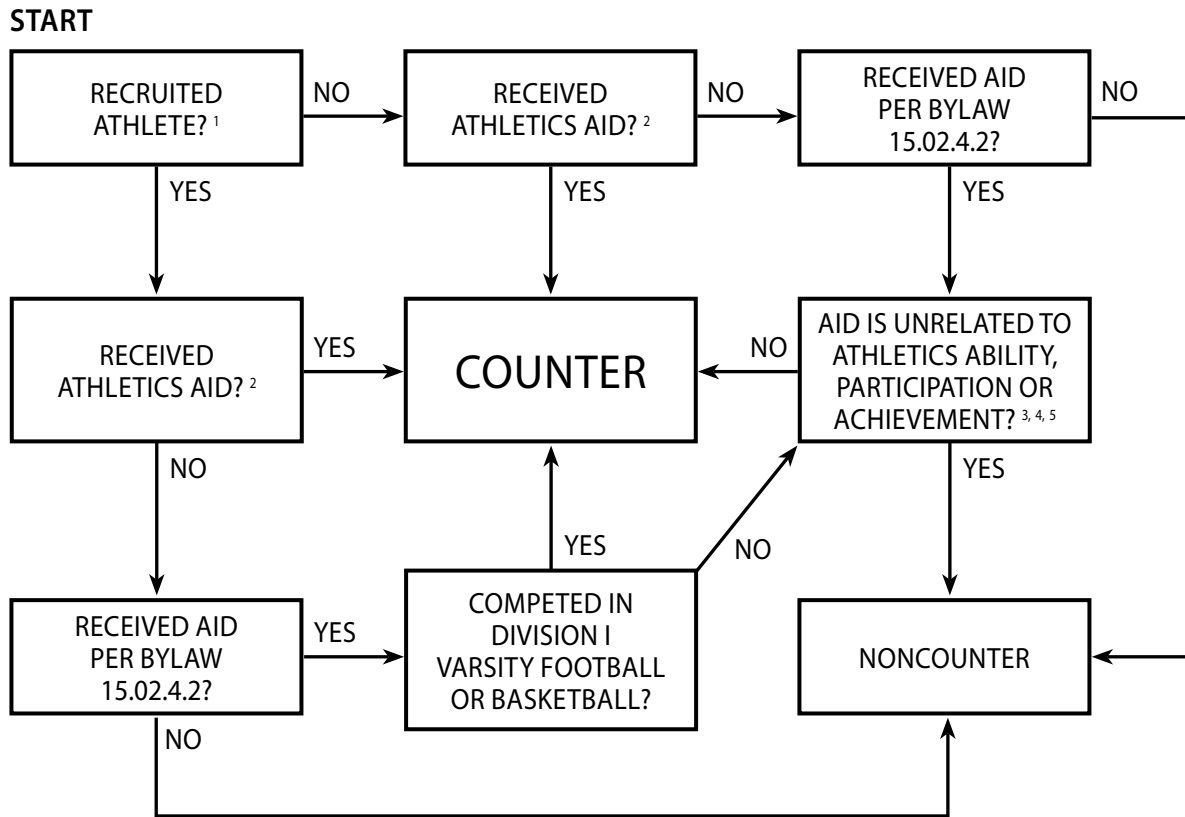 START
RECRUITED
ATHLETE? 1
NO
RECEIVED
ATHLETICS AID? 2
NO
RECEIVED AID
PER BYLAW
15.02.4.2?
NO
YES
YES
YES
RECEIVED
ATHLETICS AID? 2
YES
COUNTER
NO
AID IS UNRELATED TO
ATHLETICS ABILITY,
PARTICIPATION OR
ACHIEVEMENT? 3, 4, 5
NO
YES
YES
NO
RECEIVED AID
PER BYLAW
15.02.4.2?
YES
COMPETED IN
DIVISION I
VARSITY FOOTBALL
OR BASKETBALL?
NONCOUNTER
NO